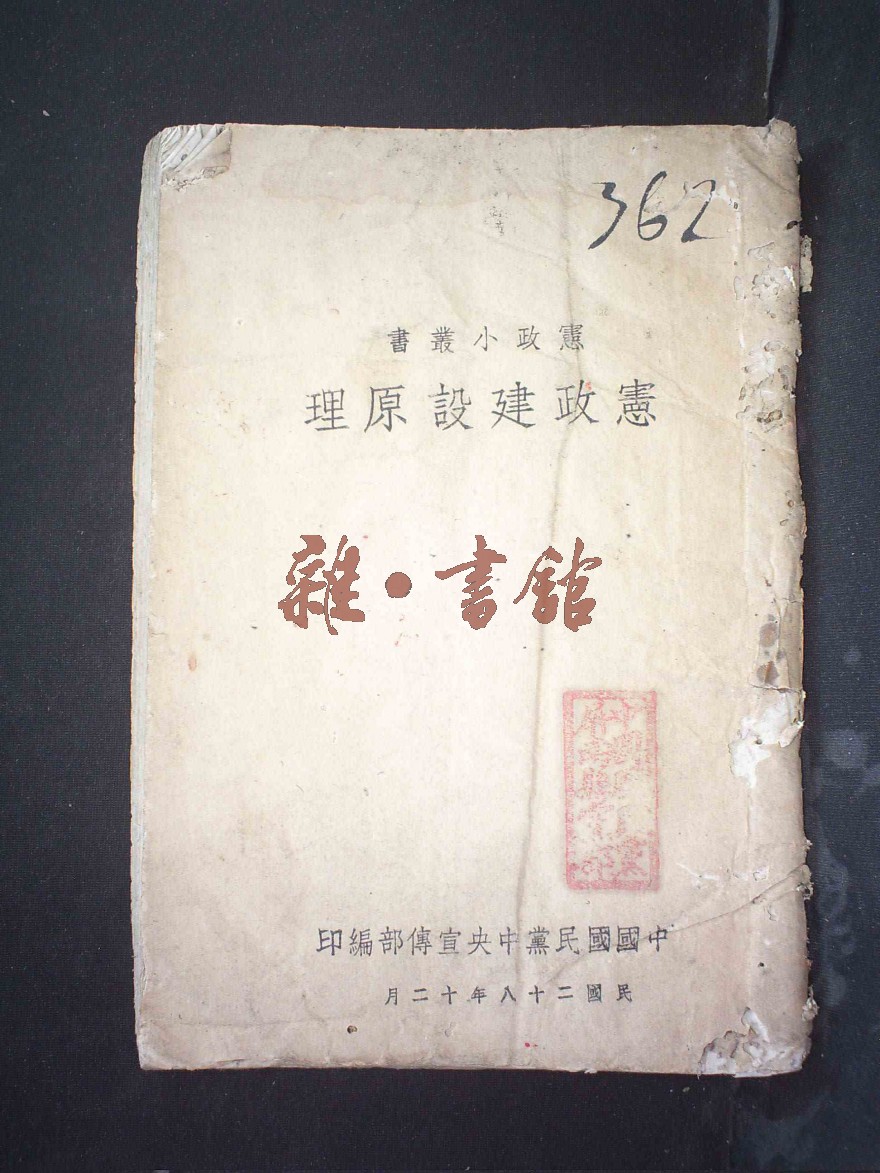 362
憲政小叢書
憲政建設原理
雜·書館
中國國民黨中央宣傳部編印
民國二十八年十二月